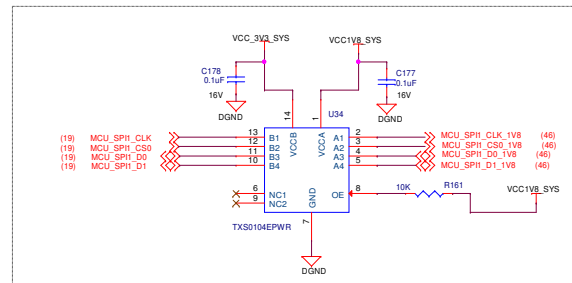 VCC_3V3_SYS VCC1V8_SYS
C178 C177
0.1uF 0.1uF
16V 16V
DGND DGND
U34
14 1
VCCB VCCA
(19) MCU_SPI1_CLK 13 B1 A1 2 MCU_SPI1_CLK_1V8 (46)
(19) MCU_SPI1_CS0 12 B2 A2 3 MCU_SPI1_CS0_1V8 (46)
(19) MCU_SPI1_D0 11 B3 A3 4 MCU_SPI1_D0_1V8 (46)
(19) MCU_SPI1_D1 10 B4 A4 5 MCU_SPI1_D1_1V8 (46)
6 NC1 OE 8 10K R161 VCC1V8_SYS
9 NC2
GND
7
TXS0104EPWR
DGND